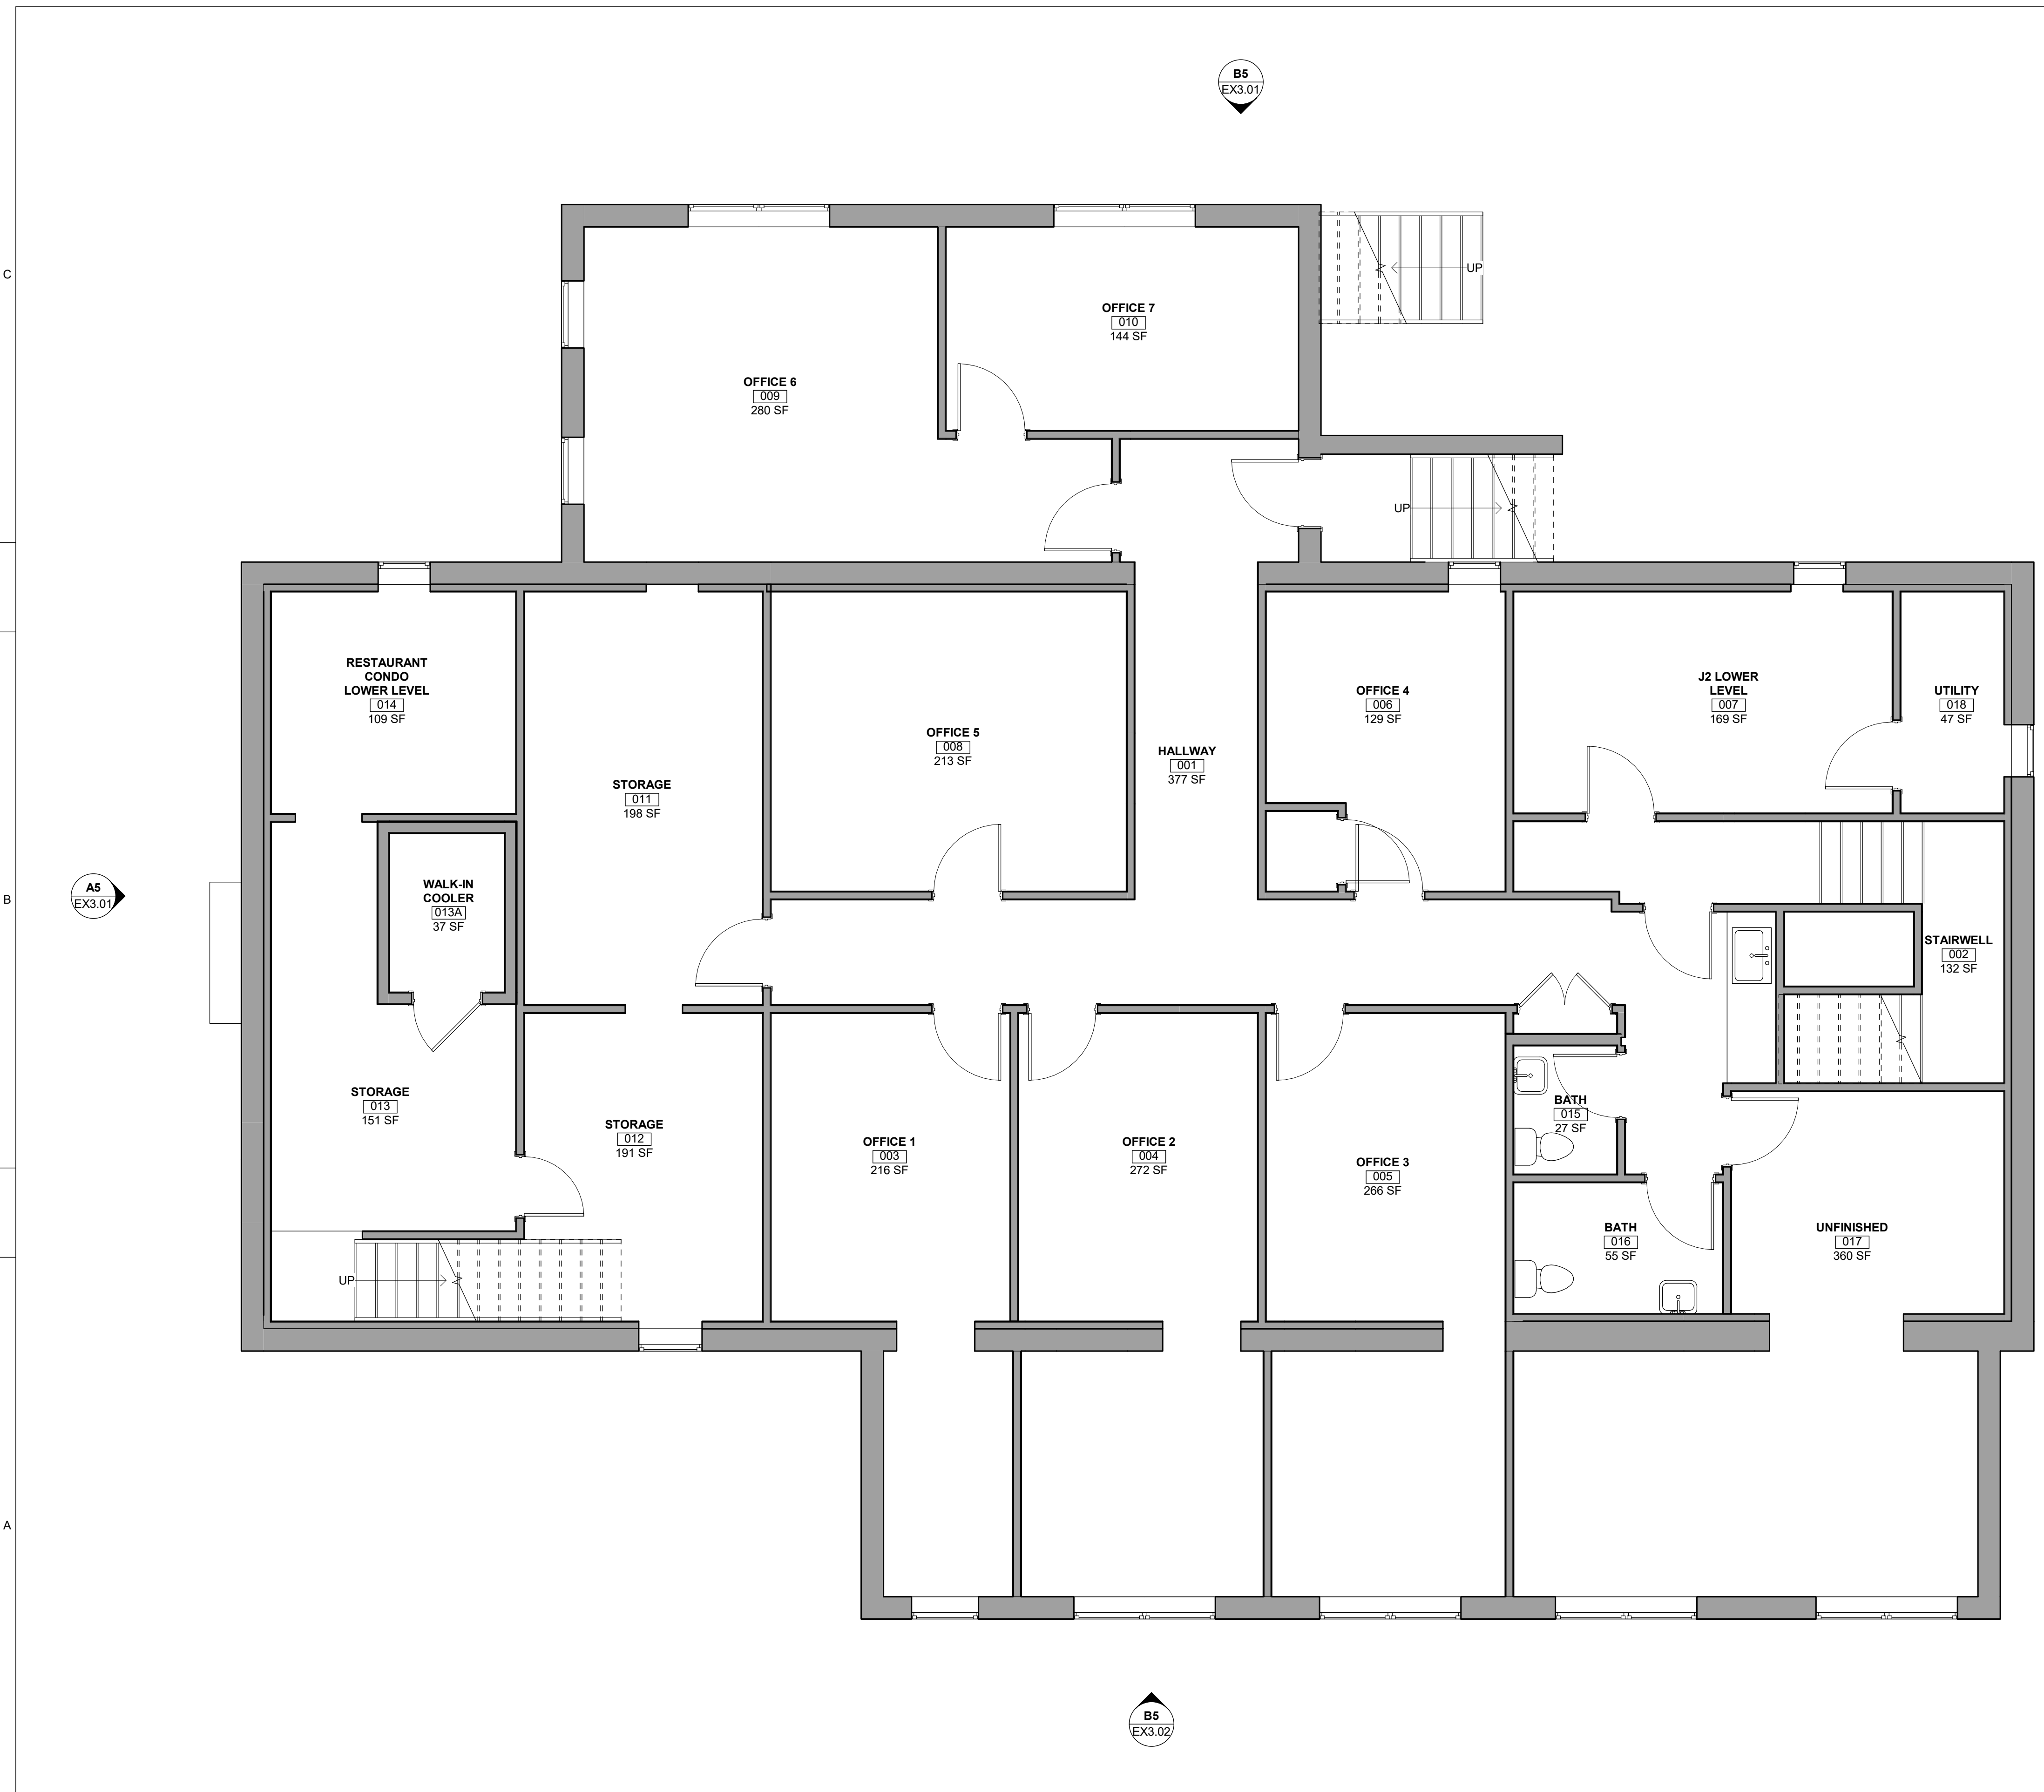 B5
EX3.01
C
UP
OFFICE 7
010
144 SF
OFFICE 6
009
280 SF
UP
RESTAURANT
CONDO
LOWER LEVEL
014
109 SF
OFFICE 4
006
129 SF
J2 LOWER
LEVEL
007
169 SF
UTILITY
018
47 SF
OFFICE 5
008
213 SF
HALLWAY
001
377 SF
STORAGE
011
198 SF
B
A5
EX3.01
WALK-IN
COOLER
013A
37 SF
STAIRWELL
002
132 SF
STORAGE
013
151 SF
STORAGE
012
191 SF
OFFICE 1
003
216 SF
OFFICE 2
004
272 SF
OFFICE 3
005
266 SF
BATH
015
27 SF
BATH
016
55 SF
UNFINISHED
017
360 SF
UP
A
B5
EX3.02